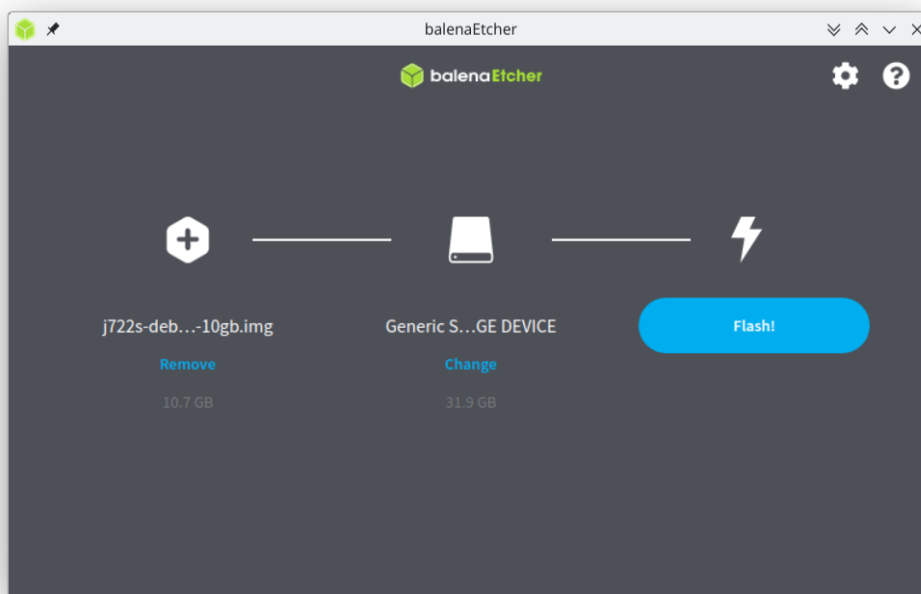 balenaEtcher
balenaEtcher
j722s-deb...-10gb.img
Generic S...GE DEVICE
Flash!
Remove
Change
10.7 GB
31.9 GB